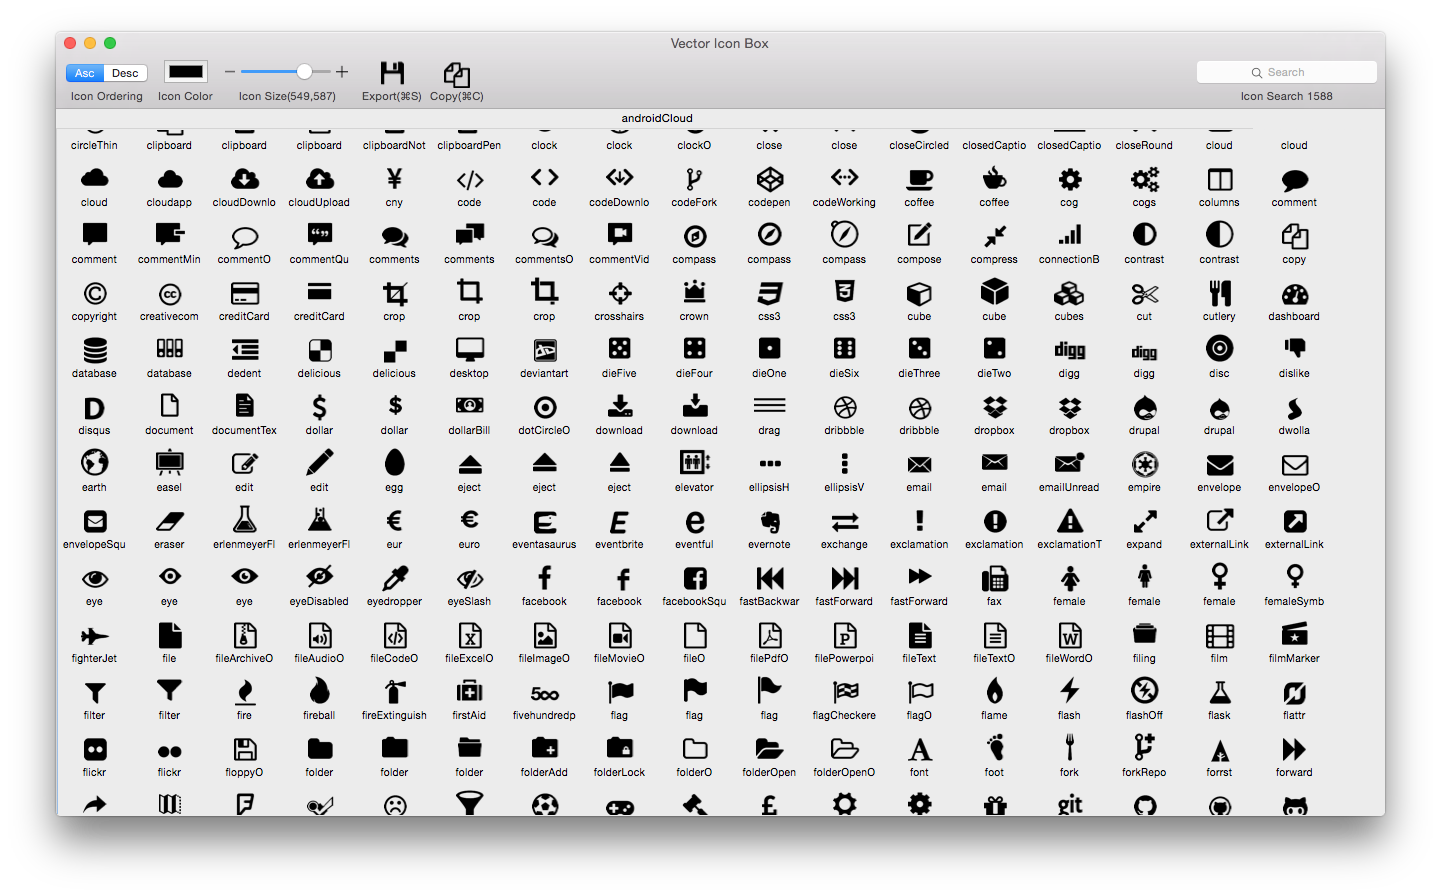 Vector Icon Box
Asc Desc Search
Icon Ordering Icon Color Icon Size(549,587) Export(⌘S) Copy(⌘C) Icon Search 1588
androidCloud
circleThin clipboard clipboard clipboard clipboardNot clipboardPen clock clock clockO close close closeCircled closedCaptio closedCaptio closeRound cloud cloud
cloud cloudapp cloudDownlo cloudUpload cny code code codeDownlo codeFork codepen codeWorking coffee coffee cog cogs columns comment
comment commentMin commentO commentQu comments comments commentsO commentVid compass compass compass compose compress connectionB contrast contrast copy
copyright creativecom creditCard creditCard crop crop crop crosshairs crown css3 css3 cube cube cubes cut cutlery dashboard
database database dedent delicious delicious desktop deviantart dieFive dieFour dieOne dieSix dieThree dieTwo digg digg disc dislike
disqus document documentTex dollar dollar dollarBill dotCircleO download download drag dribbble dribbble dropbox dropbox drupal drupal dwolla
earth easel edit edit egg eject eject eject elevator ellipsisH ellipsisV email email emailUnread empire envelope envelopeO
envelopeSqu eraser erlenmeyerFl erlenmeyerFl eur euro eventasaurus eventbrite eventful evernote exchange exclamation exclamation exclamationT expand externalLink externalLink
eye eye eye eyeDisabled eyedropper eyeSlash facebook facebook facebookSqu fastBackwar fastForward fastForward fax female female female femaleSymb
fighterJet file fileArchiveO fileAudioO fileCodeO fileExcelO fileImageO fileMovieO fileO filePdfO filePowerpoi fileText fileTextO fileWordO filing film filmMarker
filter filter fire fireball fireExtinguish firstAid fivehundredp flag flag flag flagCheckere flagO flame flash flashOff flask flattr
flickr flickr floppyO folder folder folder folderAdd folderLock folderO folderOpen folderOpenO font foot fork forkRepo forrst forward
git